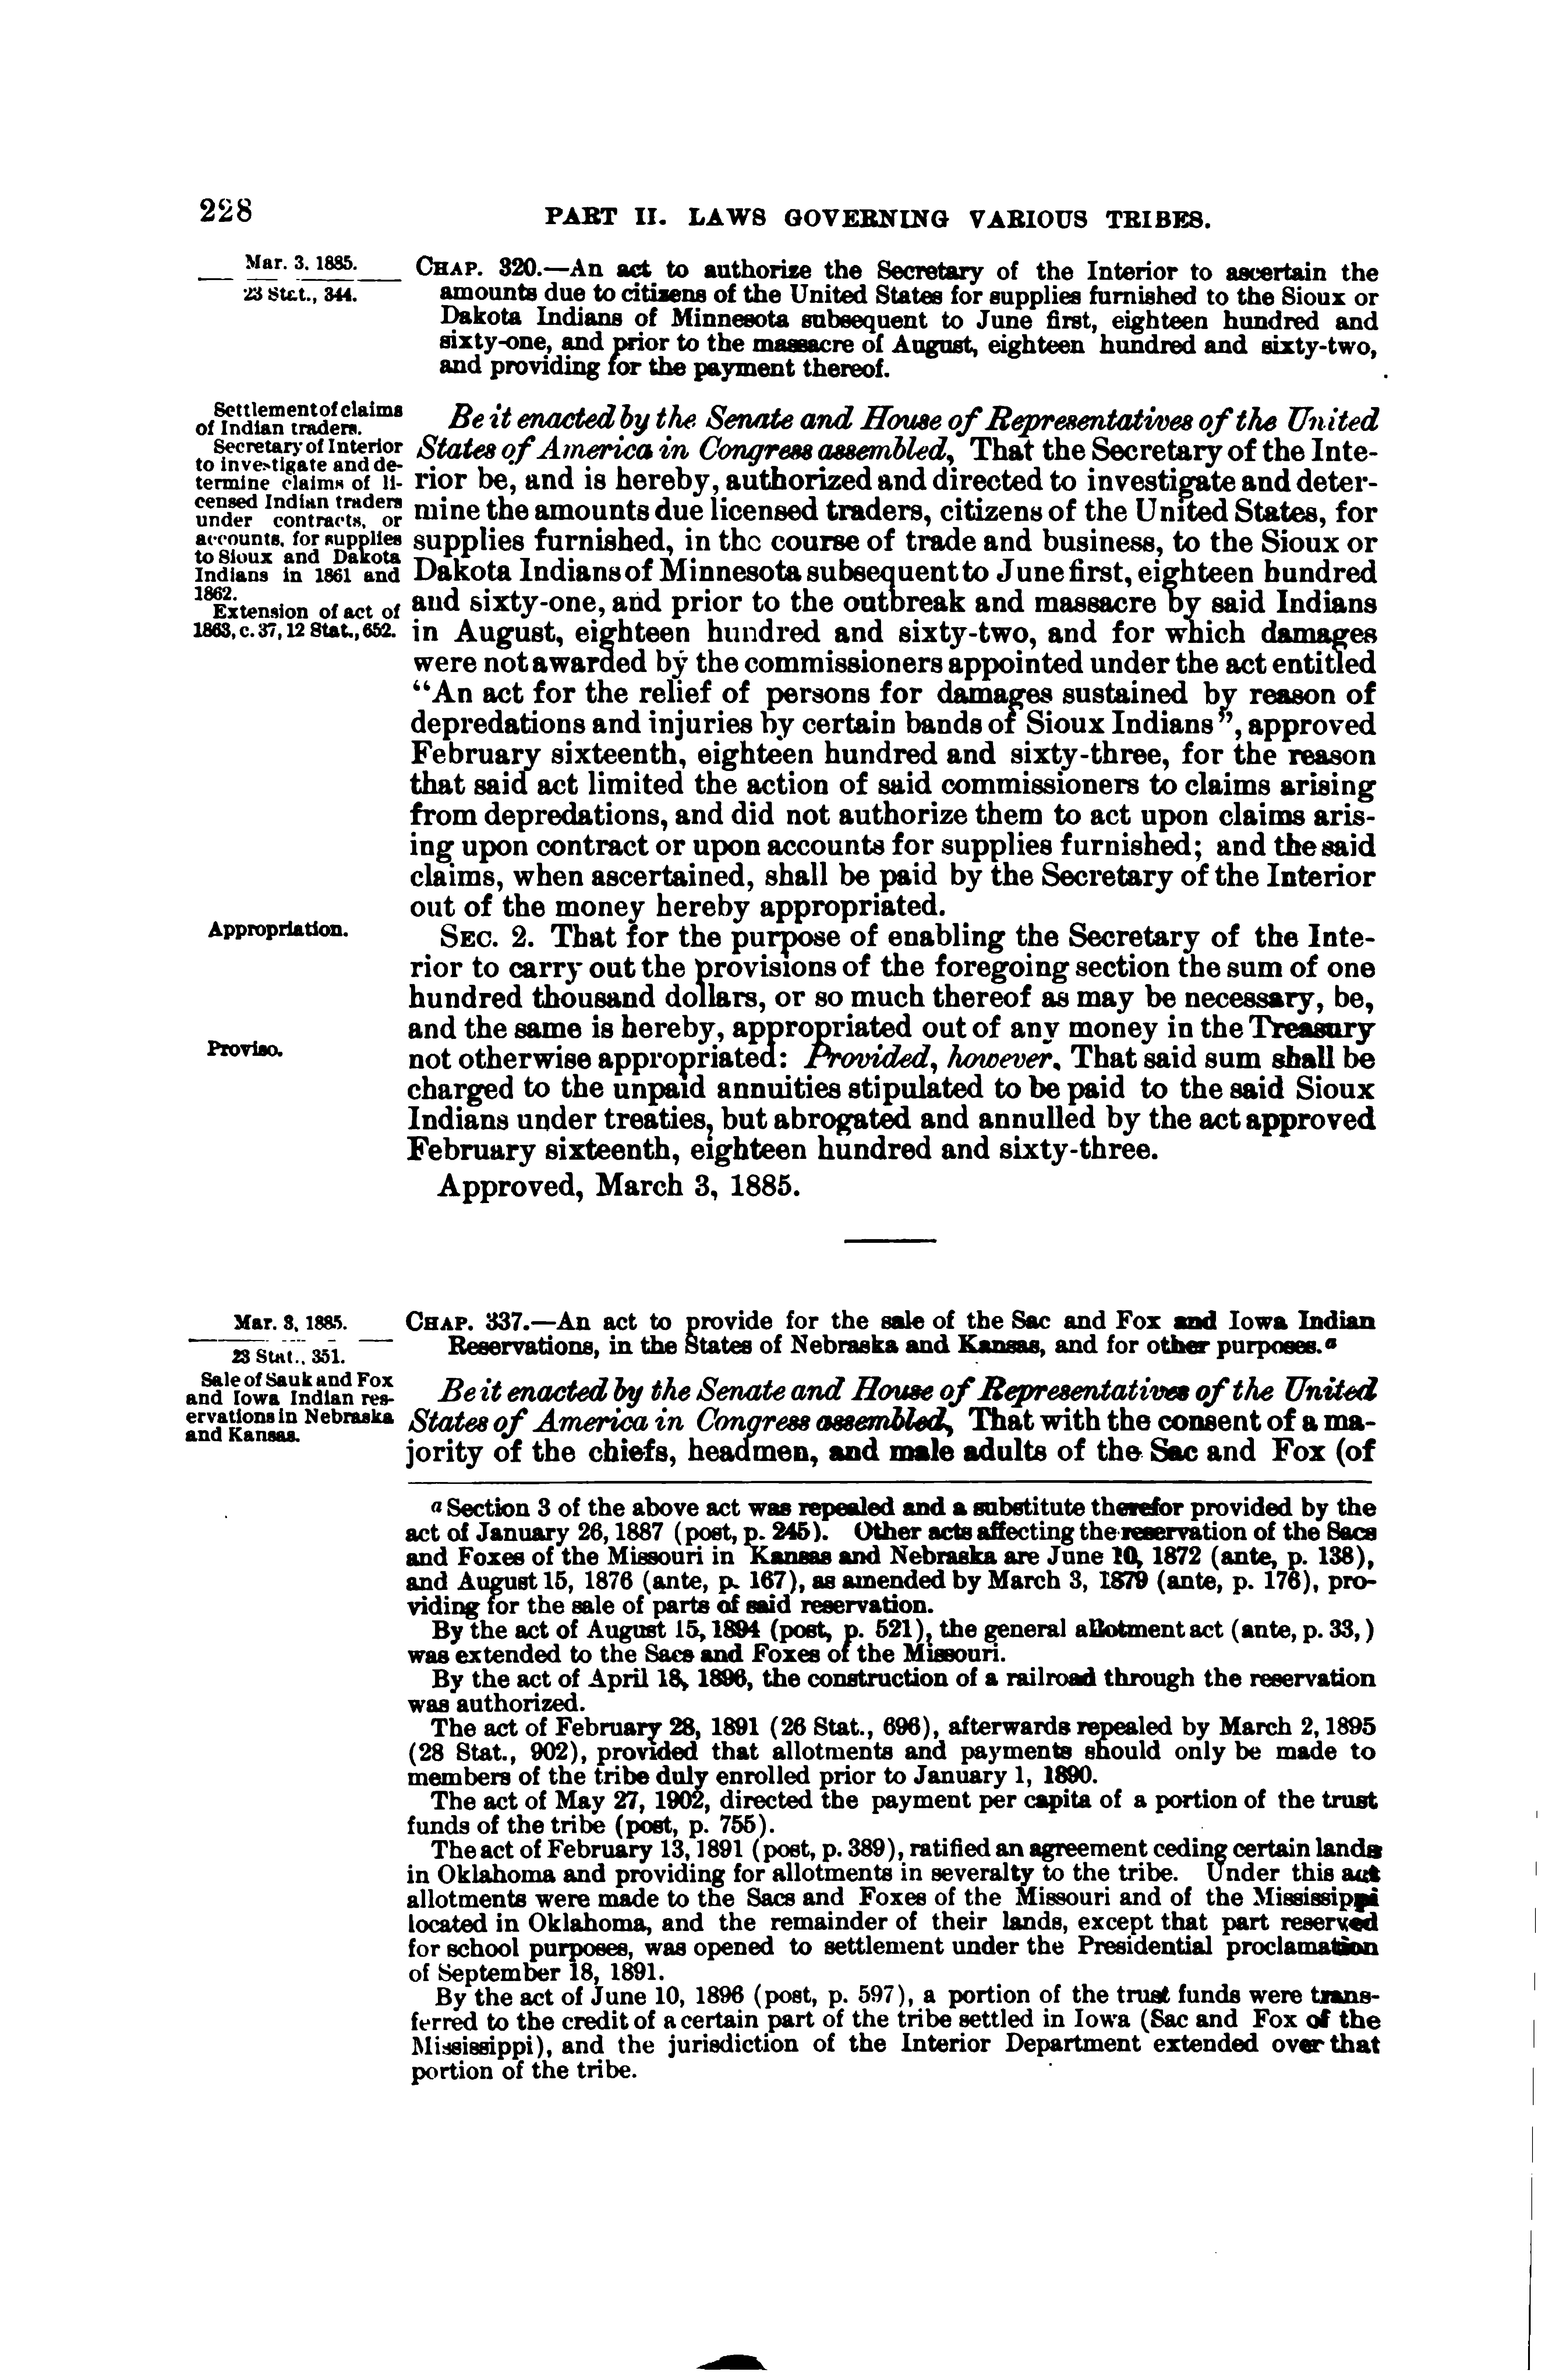 228
PART II. LAWS GOVERNING VARIOUS TRIBES.
Mar. 3, 1885.
23 Stat., 344.
CHAP. 320.—An act to authorize the Secretary of the Interior to ascertain the
amounts due to citizens of the United States for supplies furnished to the Sioux or
Dakota Indians of Minnesota subsequent to June first, eighteen hundred and
sixty-one, and prior to the massacre of August, eighteen hundred and sixty-two,
and providing for the payment thereof.
Settlement of claims
of Indian traders.
Secretary of Interior
to investigate and de-
termine claims of li-
censed Indian traders
under contracts, or
accounts, for supplies
to Sioux and Dakota
Indians in 1861 and
1862.
Extension of act of
1863, c. 37, 12 Stat., 652.
Be it enacted by the Senate and House of Representatives of the United
States of America in Congress assembled, That the Secretary of the Inte-
rior be, and is hereby, authorized and directed to investigate and deter-
mine the amounts due licensed traders, citizens of the United States, for
supplies furnished, in the course of trade and business, to the Sioux or
Dakota Indians of Minnesota subsequent to June first, eighteen hundred
and sixty-one, and prior to the outbreak and massacre by said Indians
in August, eighteen hundred and sixty-two, and for which damages
were not awarded by the commissioners appointed under the act entitled
“An act for the relief of persons for damages sustained by reason of
depredations and injuries by certain bands of Sioux Indians”, approved
February sixteenth, eighteen hundred and sixty-three, for the reason
that said act limited the action of said commissioners to claims arising
from depredations, and did not authorize them to act upon claims aris-
ing upon contract or upon accounts for supplies furnished; and the said
claims, when ascertained, shall be paid by the Secretary of the Interior
out of the money hereby appropriated.
Appropriation.
SEC. 2. That for the purpose of enabling the Secretary of the Inte-
rior to carry out the provisions of the foregoing section the sum of one
hundred thousand dollars, or so much thereof as may be necessary, be,
and the same is hereby, appropriated out of any money in the Treasury
Proviso.
not otherwise appropriated: Provided, however, That said sum shall be
charged to the unpaid annuities stipulated to be paid to the said Sioux
Indians under treaties, but abrogated and annulled by the act approved
February sixteenth, eighteen hundred and sixty-three.
Approved, March 3, 1885.
Mar. 3, 1885.
23 Stat., 351.
CHAP. 337.—An act to provide for the sale of the Sac and Fox and Iowa Indian
Reservations, in the States of Nebraska and Kansas, and for other purposes.a
Sale of Sauk and Fox
and Iowa Indian res-
ervations in Nebraska
and Kansas.
Be it enacted by the Senate and House of Representatives of the United
States of America in Congress assembled, That with the consent of a ma-
jority of the chiefs, headmen, and male adults of the Sac and Fox (of
a Section 3 of the above act was repealed and a substitute therefor provided by the
act of January 26, 1887 (post, p. 245). Other acts affecting the reservation of the Sacs
and Foxes of the Missouri in Kansas and Nebraska are June 10, 1872 (ante, p. 138),
and August 15, 1876 (ante, p. 167), as amended by March 3, 1879 (ante, p. 176), pro-
viding for the sale of parts of said reservation.
By the act of August 15, 1894 (post, p. 521), the general allotment act (ante, p. 33,)
was extended to the Sacs and Foxes of the Missouri.
By the act of April 18, 1896, the construction of a railroad through the reservation
was authorized.
The act of February 28, 1891 (26 Stat., 696), afterwards repealed by March 2, 1895
(28 Stat., 902), provided that allotments and payments should only be made to
members of the tribe duly enrolled prior to January 1, 1890.
The act of May 27, 1902, directed the payment per capita of a portion of the trust
funds of the tribe (post, p. 755).
The act of February 13, 1891 (post, p. 389), ratified an agreement ceding certain lands
in Oklahoma and providing for allotments in severalty to the tribe. Under this act
allotments were made to the Sacs and Foxes of the Missouri and of the Mississippi
located in Oklahoma, and the remainder of their lands, except that part reserved
for school purposes, was opened to settlement under the Presidential proclamation
of September 18, 1891.
By the act of June 10, 1896 (post, p. 597), a portion of the trust funds were trans-
ferred to the credit of a certain part of the tribe settled in Iowa (Sac and Fox of the
Mississippi), and the jurisdiction of the Interior Department extended over that
portion of the tribe.